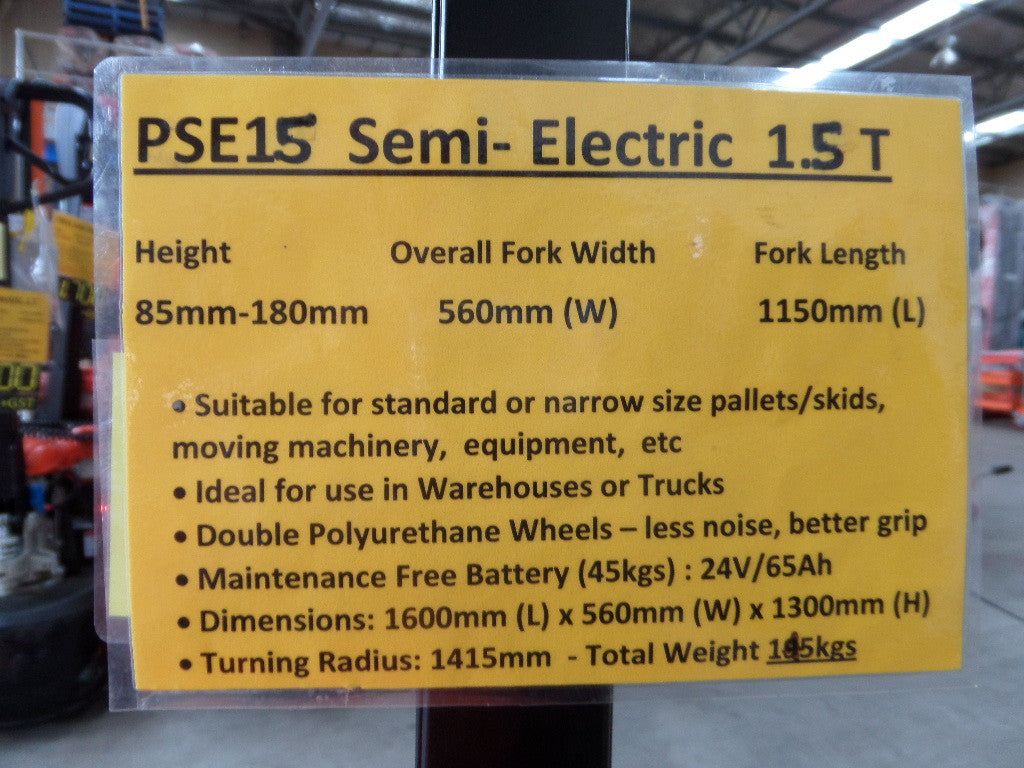 PSE15 Semi- Electric 1.5 T
Height Overall Fork Width Fork Length
85mm-180mm 560mm (W) 1150mm (L)
• Suitable for standard or narrow size pallets/skids,
moving machinery, equipment, etc
• Ideal for use in Warehouses or Trucks
• Double Polyurethane Wheels – less noise, better grip
• Maintenance Free Battery (45kgs) : 24V/65Ah
• Dimensions: 1600mm (L) x 560mm (W) x 1300mm (H)
• Turning Radius: 1415mm - Total Weight
00
+GST